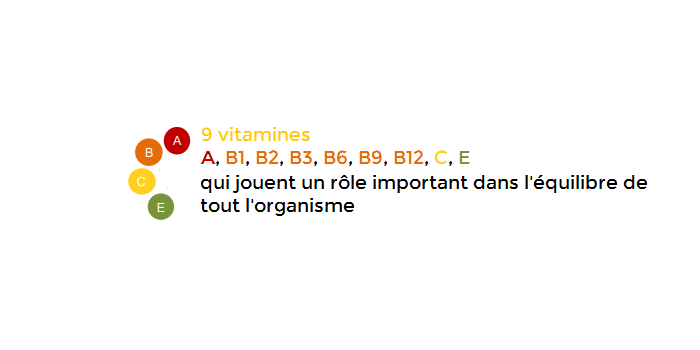 A
B
C
E
9 vitamines
A, B1, B2, B3, B6, B9, B12, C, E
qui jouent un rôle important dans l'équilibre de
tout l'organisme